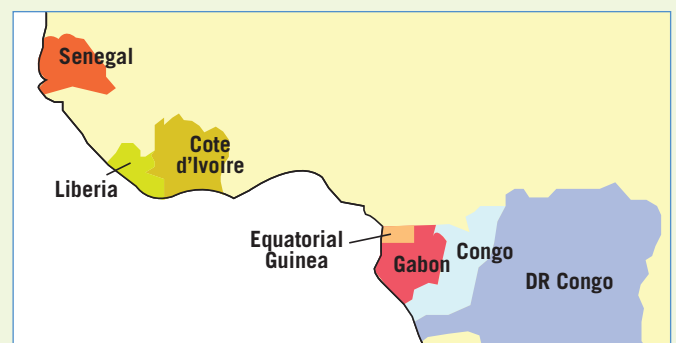 Senegal
Cote
d'Ivoire
Liberia
Equatorial
Guinea
Gabon
Congo
DR Congo